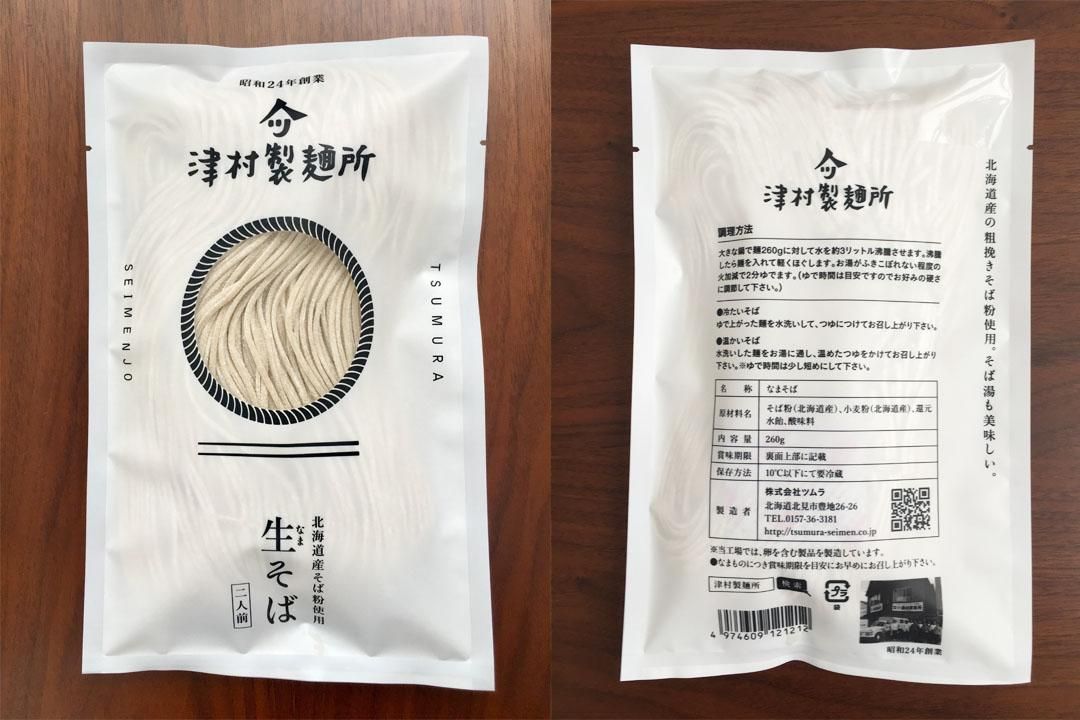 昭和24年創業
津村製麺所
SEIMENJO
TSUMURA
北海道産そば粉使用
生そば
なま
二人前
津村製麺所
北海道産の粗挽きそば粉使用。そば湯も美味しい。
調理方法
大きな鍋で麺260gに対して水を約3リットル沸騰させます。沸騰
したら麺を入れて軽くほぐします。お湯がふきこぼれない程度の
火加減で2分ゆでます。(ゆで時間は目安ですのでお好みの硬さ
に調節して下さい。)
●冷たいそば
ゆで上がった麺を水洗いして、つゆにつけてお召し上がり下さい。
●温かいそば
水洗いした麺をお湯に通し、温めたつゆをかけてお召し上がり
下さい。※ゆで時間は少し短めにして下さい。
名称 なまそば
原材料名 そば粉(北海道産)、小麦粉(北海道産)、還元
水飴、酸味料
内容量 260g
賞味期限 裏面上部に記載
保存方法 10℃以下にて要冷蔵
製造者 株式会社ツムラ
北海道北見市豊地26-26
TEL.0157-36-3181
http://tsumura-seimen.co.jp
※当工場では、卵を含む製品を製造しています。
●なまものにつき賞味期限を目安にお早めにお召し上がり下さい。
津村製麺所 検索
プラ
袋
4 974609 121212
昭和24年創業